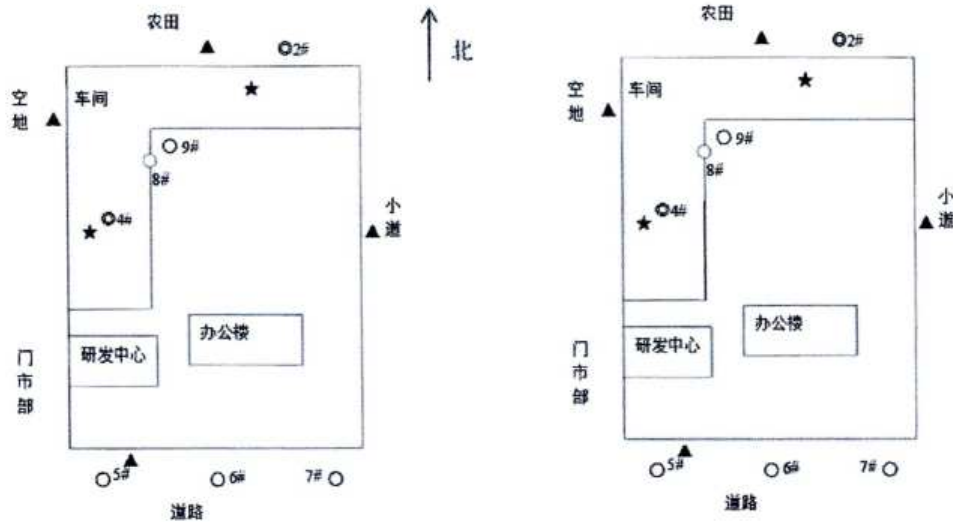 农田
◎2#
北
空地
车间
○9#
8#
◎4#
小道
办公楼
研发中心
门市部
○5#
○6#
7#○
道路
农田
◎2#
空地
车间
○9#
8#
◎4#
小道
办公楼
研发中心
门市部
○5#
○6#
7#○
道路